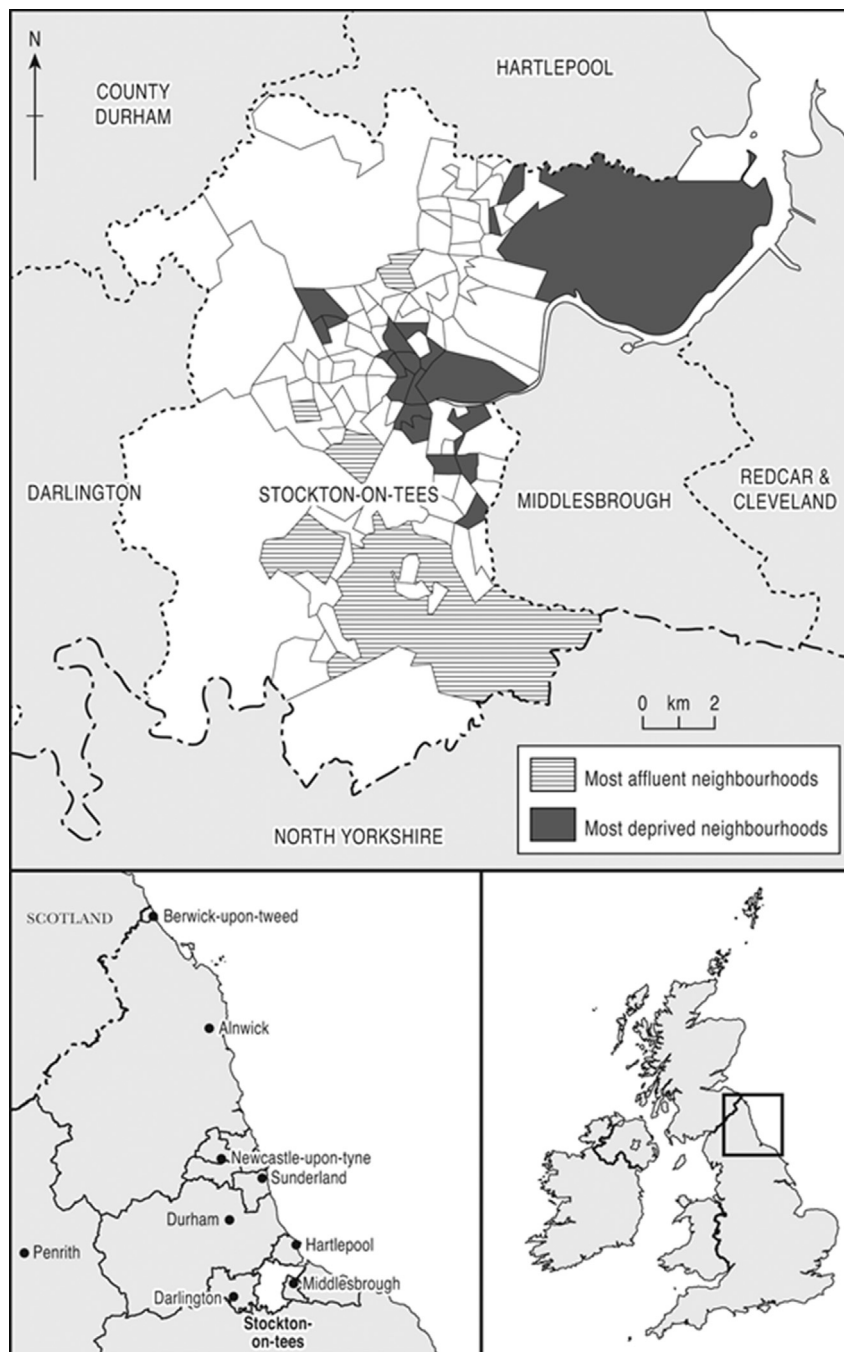 N
COUNTY
DURHAM
HARTLEPOOL
DARLINGTON
STOCKTON-ON-TEES
MIDDLESBROUGH
REDCAR &
CLEVELAND
0 km 2
Most affluent neighbourhoods
Most deprived neighbourhoods
NORTH YORKSHIRE
SCOTLAND
Berwick-upon-tweed
Alnwick
Newcastle-upon-tyne
Sunderland
Durham
Hartlepool
Penrith
Middlesbrough
Darlington
Stockton-
on-tees